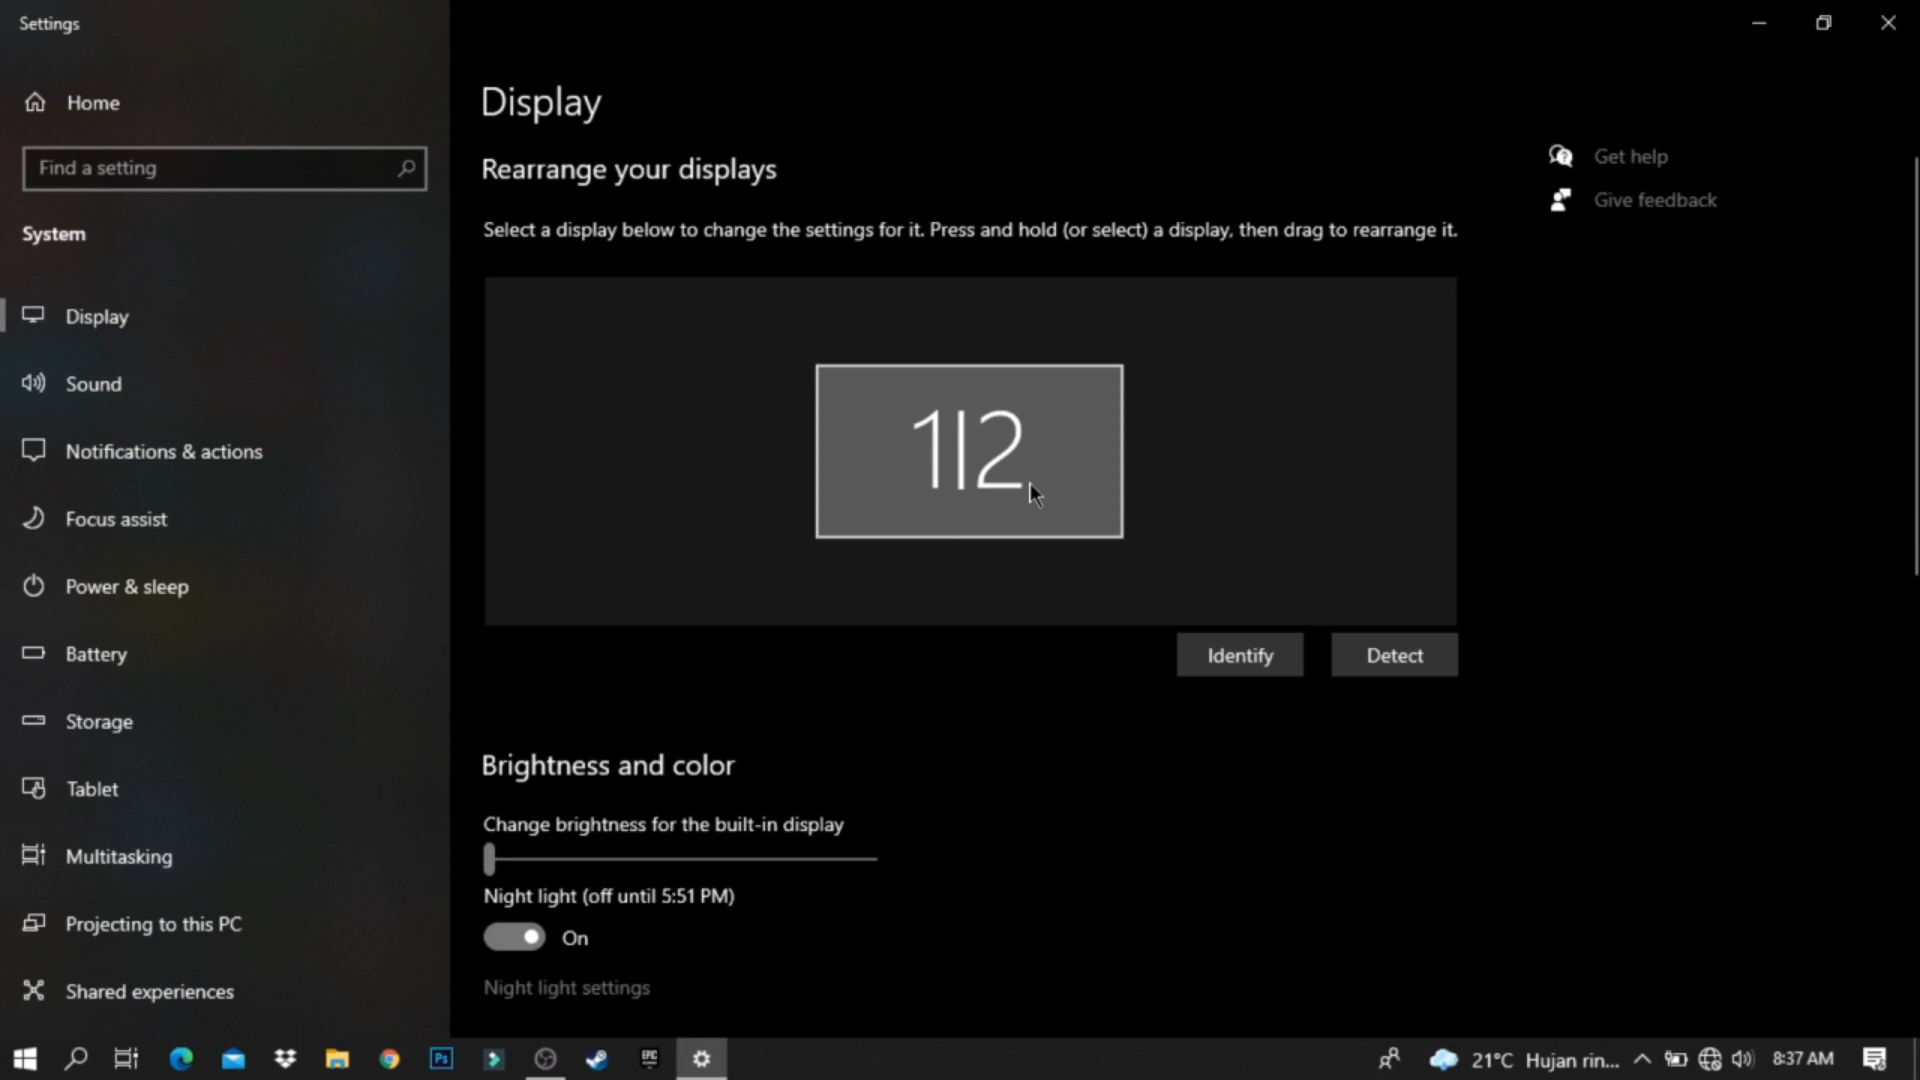 Settings
Home
Find a setting
System
Display
Sound
Notifications & actions
Focus assist
Power & sleep
Battery
Storage
Tablet
Multitasking
Projecting to this PC
Shared experiences
Display
Rearrange your displays
Select a display below to change the settings for it. Press and hold (or select) a display, then drag to rearrange it.
1|2
Identify
Detect
Brightness and color
Change brightness for the built-in display
Night light (off until 5:51 PM)
On
Night light settings
Get help
Give feedback
Ps
EPIC
21°C Hujan rin...
8:37 AM